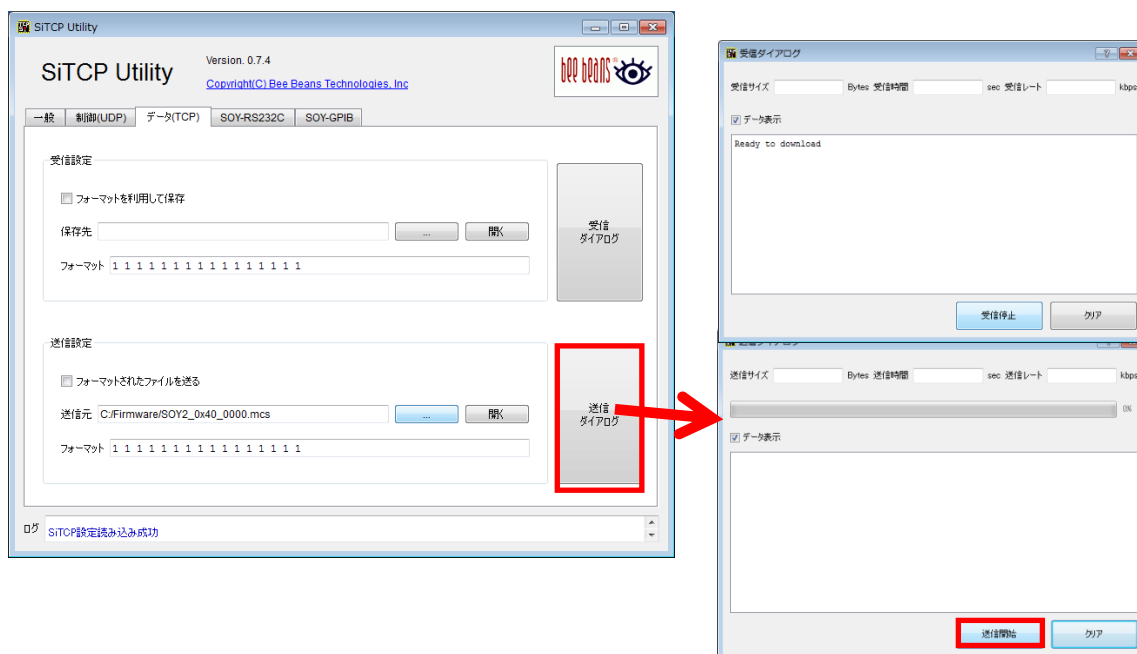 SiTCP Utility
SiTCP Utility
Version. 0.7.4
Copyright(C) Bee Beans Technologies, Inc
bee beans
一般 制御(UDP) データ(TCP) SOY-RS232C SOY-GPIB
受信設定
フォーマットを利用して保存
保存先 ... 開く
フォーマット 1 1 1 1 1 1 1 1 1 1 1 1 1 1 1 1
受信
ダイアログ
送信設定
フォーマットされたファイルを送る
送信元 C:/Firmware/SOY2_0x40_0000.mcs ... 開く
フォーマット 1 1 1 1 1 1 1 1 1 1 1 1 1 1 1 1
送信
ダイアログ
ログ SiTCP設定読み込み成功
受信ダイアログ
受信サイズ Bytes 受信時間 sec 受信レート kbps
データ表示
Ready to download
受信停止 クリア
送信ダイアログ
送信サイズ Bytes 送信時間 sec 送信レート kbps
0%
データ表示
送信開始 クリア